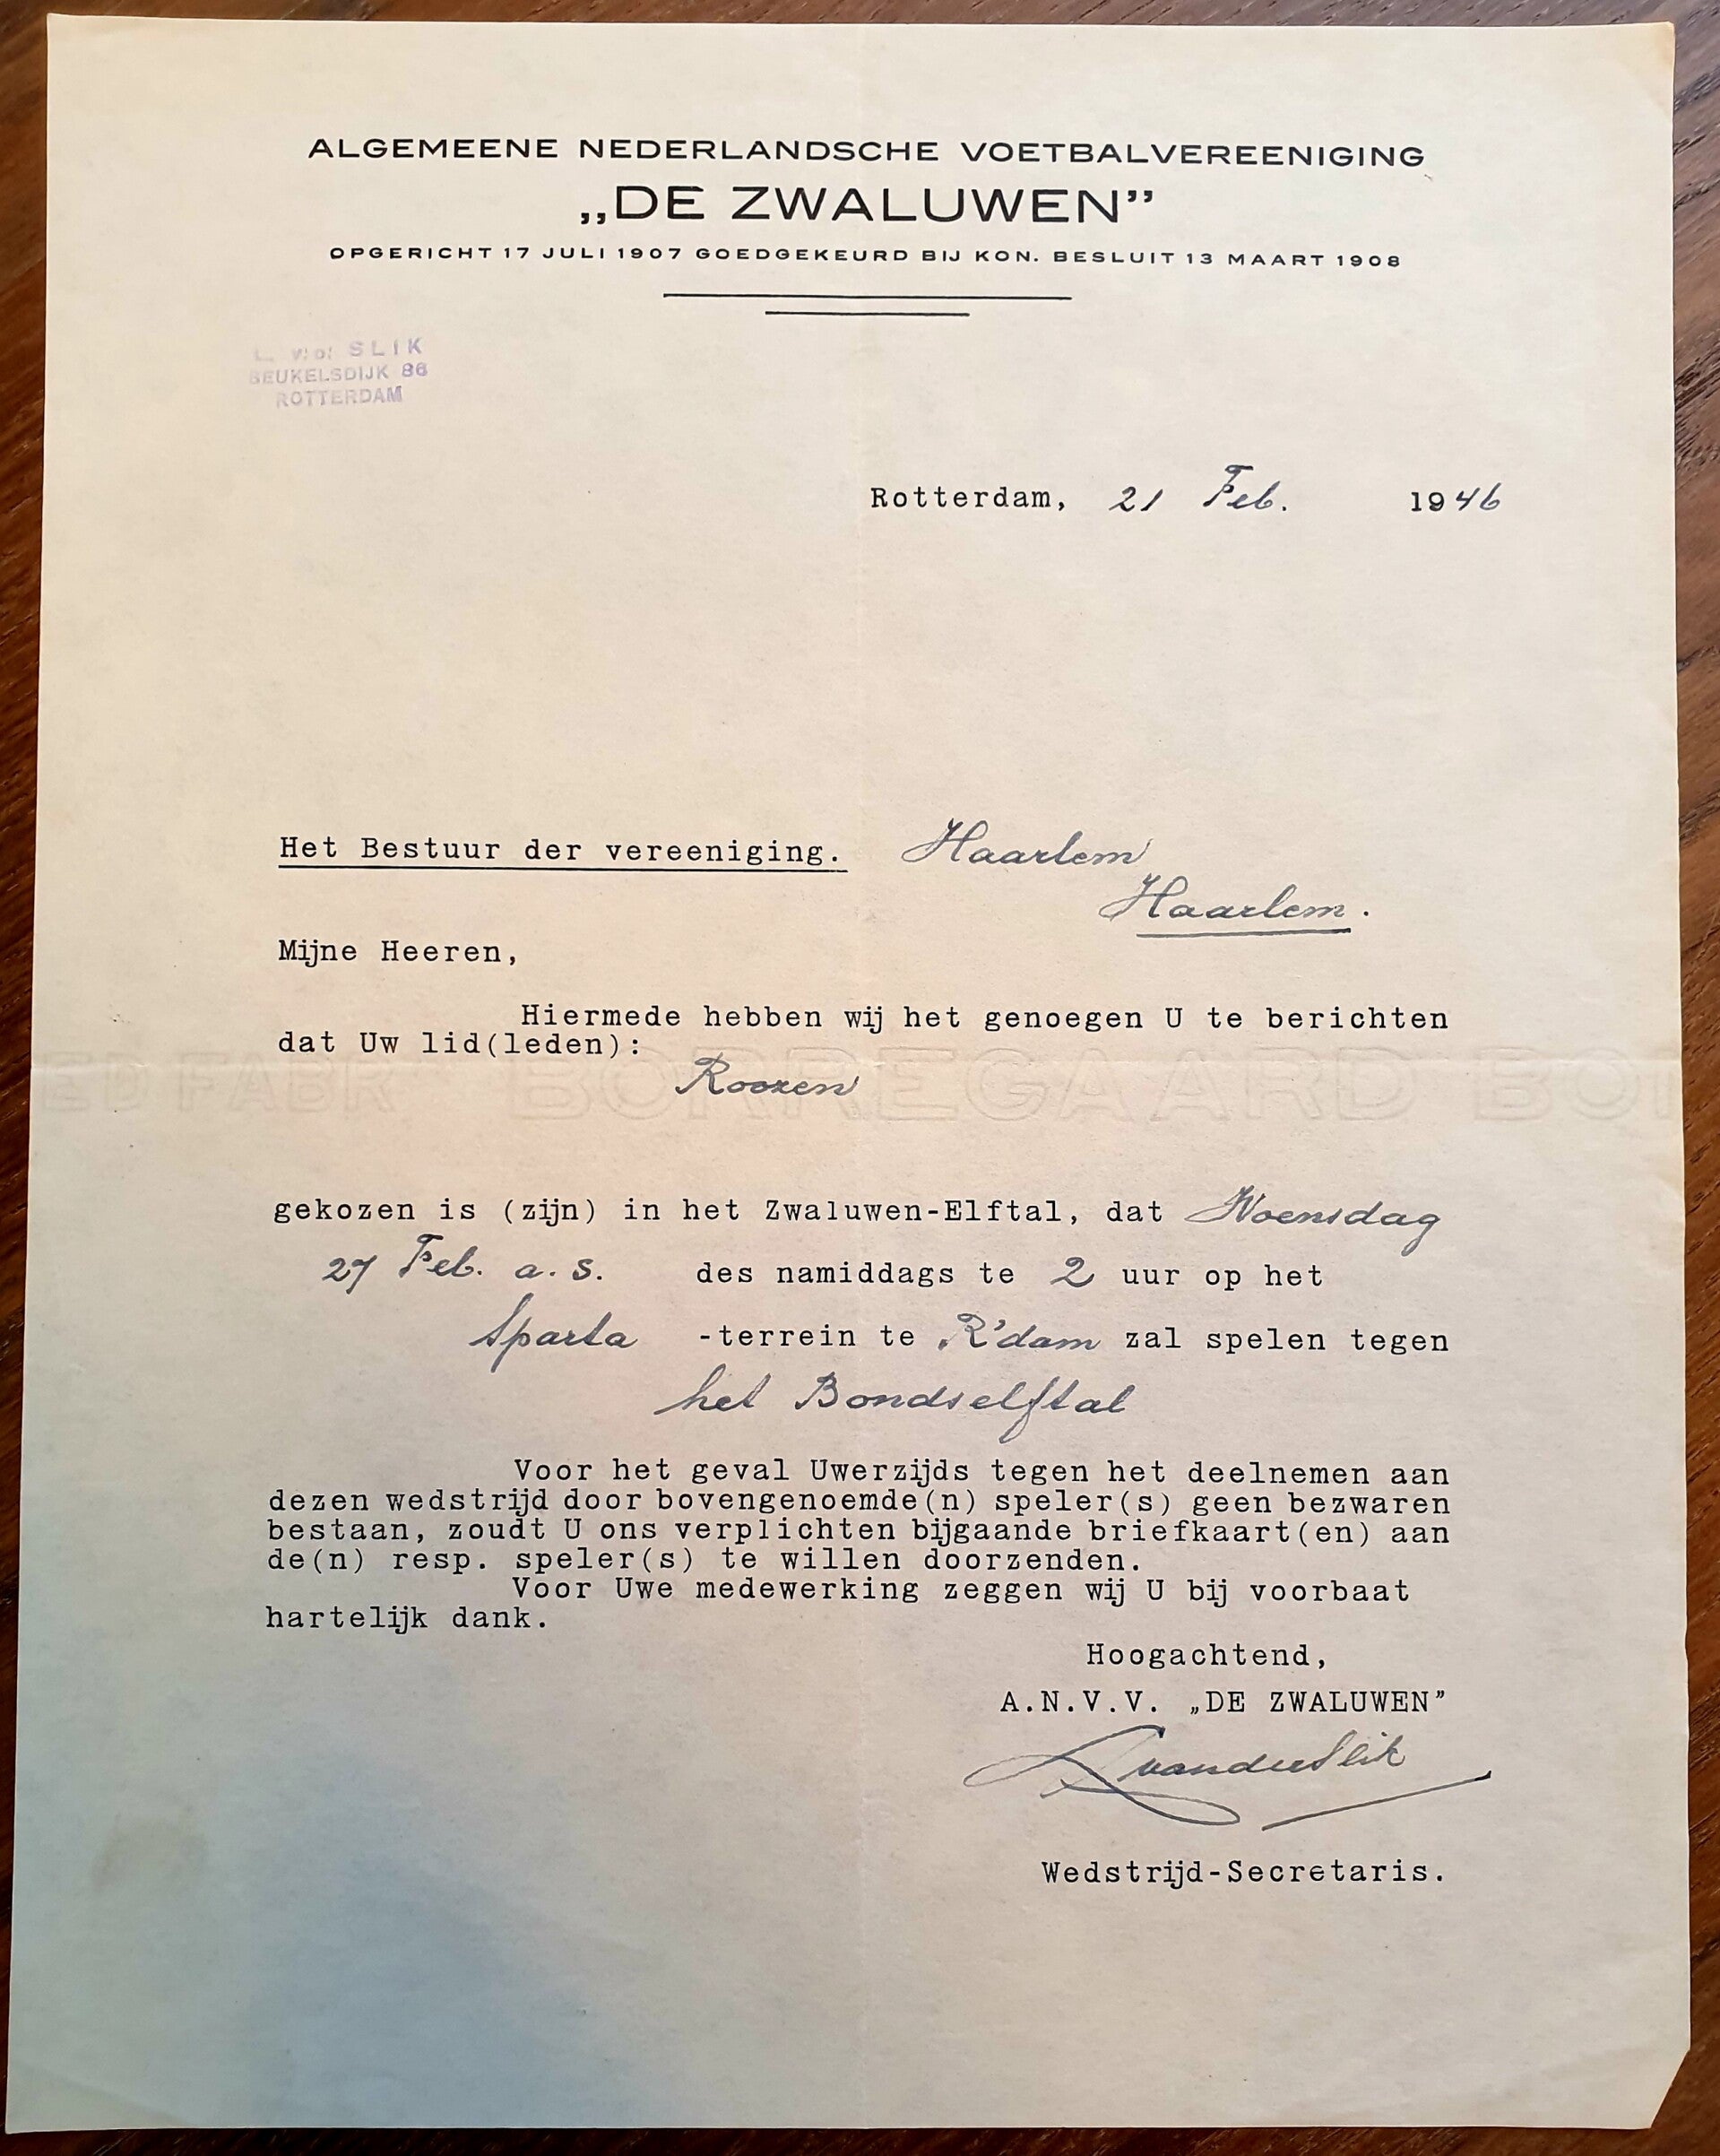 ALGEMEENE NEDERLANDSCHE VOETBALVEREENIGING
„DE ZWALUWEN”
OPGERICHT 17 JULI 1907 GOEDGEKEURD BIJ KON. BESLUIT 13 MAART 1908
L. v. d. SLIK
BEUKELSDIJK 86
ROTTERDAM
Rotterdam, 21 Feb. 1946
Het Bestuur der vereeniging. Haarlem
Haarlem.
Mijne Heeren,
Hiermede hebben wij het genoegen U te berichten
dat Uw lid(leden):
Roozen
ED FABR BORREGAARD BOR
gekozen is (zijn) in het Zwaluwen-Elftal, dat Woensdag
27 Feb. a.s. des namiddags te 2 uur op het
Sparta -terrein te R'dam zal spelen tegen
het Bondselftal
Voor het geval Uwerzijds tegen het deelnemen aan
dezen wedstrijd door bovengenoemde(n) speler(s) geen bezwaren
bestaan, zoudt U ons verplichten bijgaande briefkaart(en) aan
de(n) resp. speler(s) te willen doorzenden.
Voor Uwe medewerking zeggen wij U bij voorbaat
hartelijk dank.
Hoogachtend,
A.N.V.V. „DE ZWALUWEN”
L vanderSlik
Wedstrijd-Secretaris.